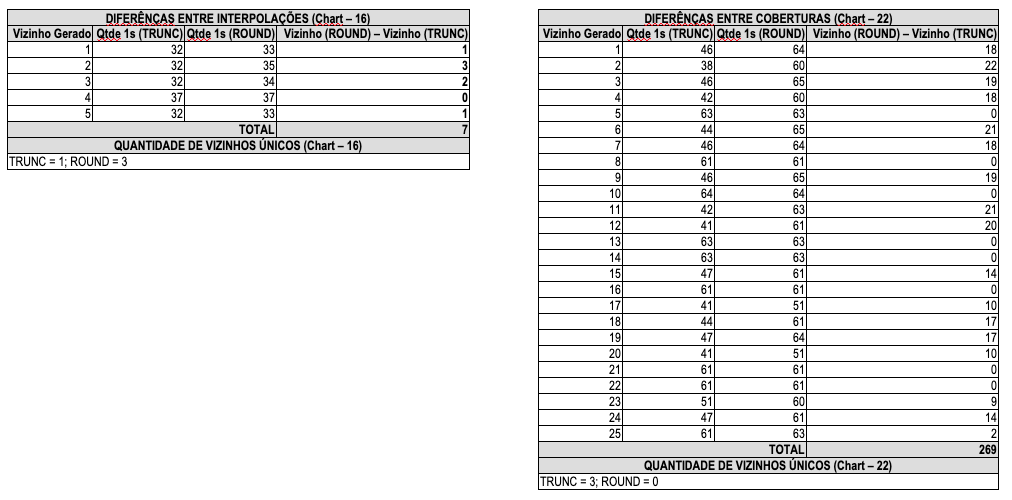 DIFERÊNÇAS ENTRE INTERPOLAÇÕES (Chart – 16)
Vizinho Gerado Qtde 1s (TRUNC) Qtde 1s (ROUND) Vizinho (ROUND) – Vizinho (TRUNC)
1 32 33 1
2 32 35 3
3 32 34 2
4 37 37 0
5 32 33 1
TOTAL 7
QUANTIDADE DE VIZINHOS ÚNICOS (Chart – 16)
TRUNC = 1; ROUND = 3
DIFERÊNÇAS ENTRE COBERTURAS (Chart – 22)
Vizinho Gerado Qtde 1s (TRUNC) Qtde 1s (ROUND) Vizinho (ROUND) – Vizinho (TRUNC)
1 46 64 18
2 38 60 22
3 46 65 19
4 42 60 18
5 63 63 0
6 44 65 21
7 46 64 18
8 61 61 0
9 46 65 19
10 64 64 0
11 42 63 21
12 41 61 20
13 63 63 0
14 63 63 0
15 47 61 14
16 61 61 0
17 41 51 10
18 44 61 17
19 47 64 17
20 41 51 10
21 61 61 0
22 61 61 0
23 51 60 9
24 47 61 14
25 61 63 2
TOTAL 269
QUANTIDADE DE VIZINHOS ÚNICOS (Chart – 22)
TRUNC = 3; ROUND = 0